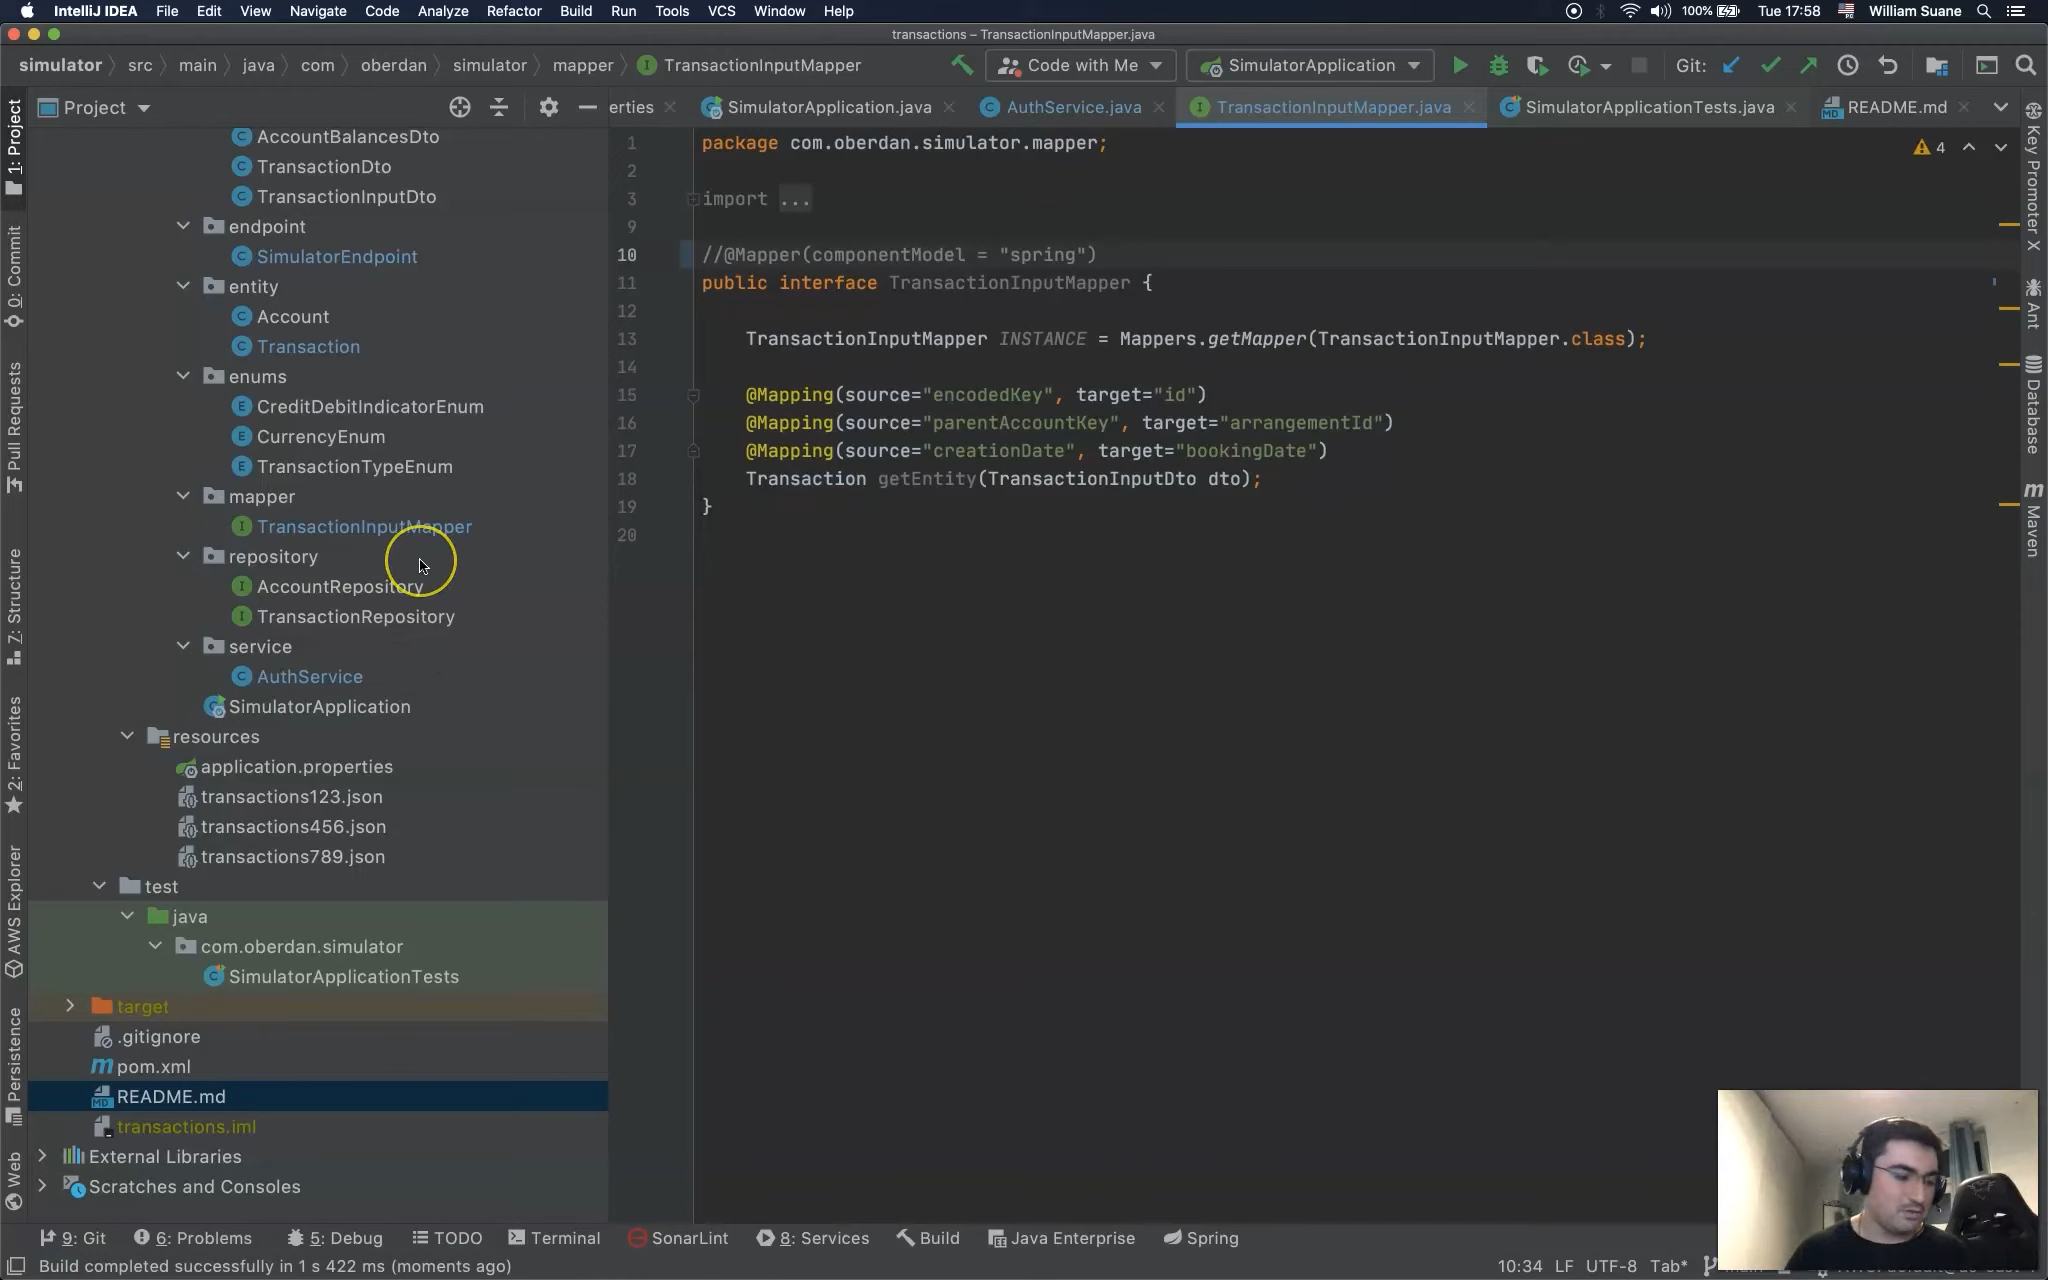 IntelliJ IDEA File Edit View Navigate Code Analyze Refactor Build Run Tools VCS Window Help 100% Tue 17:58 William Suane
transactions – TransactionInputMapper.java
simulator src main java com oberdan simulator mapper TransactionInputMapper Code with Me SimulatorApplication Git:
Project erties SimulatorApplication.java AuthService.java TransactionInputMapper.java SimulatorApplicationTests.java README.md
AccountBalancesDto
TransactionDto
TransactionInputDto
endpoint
SimulatorEndpoint
entity
Account
Transaction
enums
CreditDebitIndicatorEnum
CurrencyEnum
TransactionTypeEnum
mapper
TransactionInputMapper
repository
AccountRepository
TransactionRepository
service
AuthService
SimulatorApplication
resources
application.properties
transactions123.json
transactions456.json
transactions789.json
test
java
com.oberdan.simulator
SimulatorApplicationTests
target
.gitignore
pom.xml
README.md
transactions.iml
External Libraries
Scratches and Consoles
1 package com.oberdan.simulator.mapper;
2
3 import ...
9
10 //@Mapper(componentModel = "spring")
11 public interface TransactionInputMapper {
12
13 TransactionInputMapper INSTANCE = Mappers.getMapper(TransactionInputMapper.class);
14
15 @Mapping(source="encodedKey", target="id")
16 @Mapping(source="parentAccountKey", target="arrangementId")
17 @Mapping(source="creationDate", target="bookingDate")
18 Transaction getEntity(TransactionInputDto dto);
19 }
20
4
1: Project
0: Commit
Pull Requests
7: Structure
2: Favorites
AWS Explorer
Persistence
Web
Key Promoter X
Ant
Database
Maven
9: Git 6: Problems 5: Debug TODO Terminal SonarLint 8: Services Build Java Enterprise Spring
Build completed successfully in 1 s 422 ms (moments ago) 10:34 LF UTF-8 Tab*